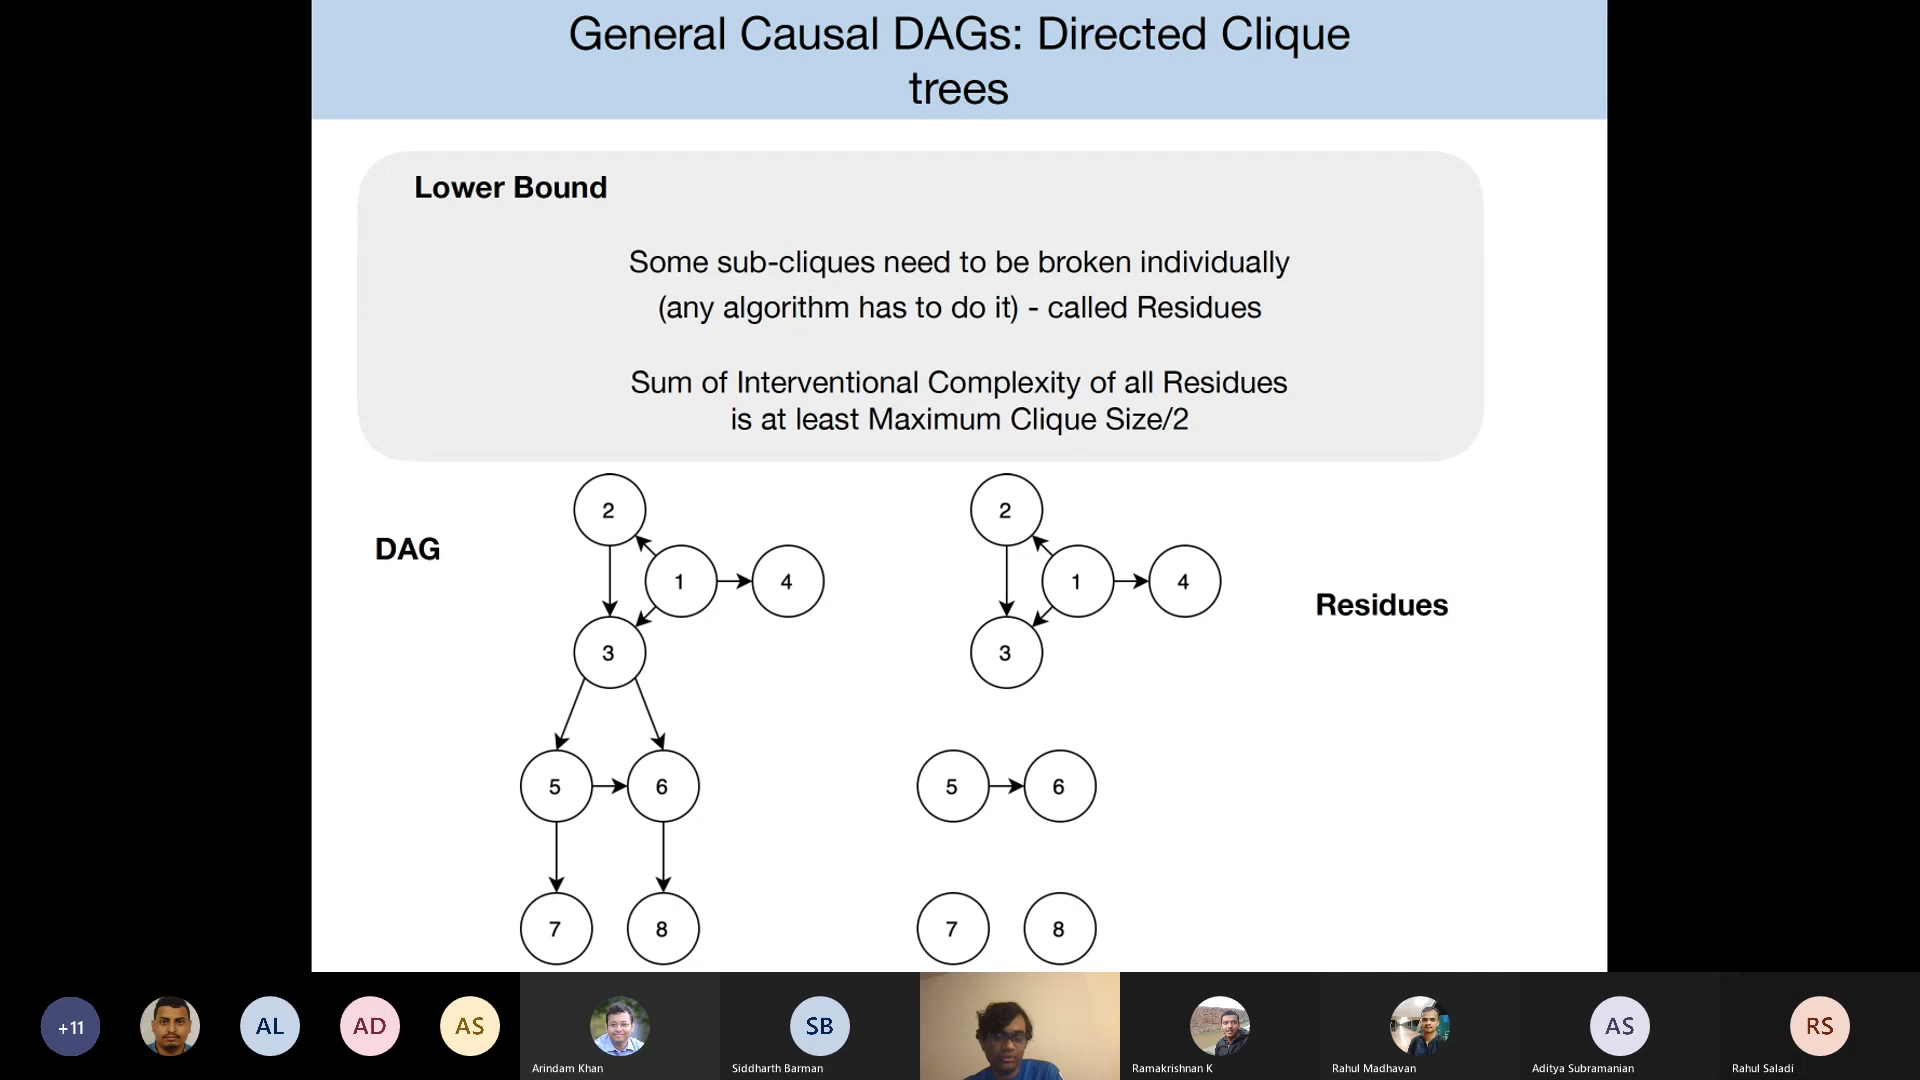 General Causal DAGs: Directed Clique
trees
Lower Bound
Some sub-cliques need to be broken individually
(any algorithm has to do it) - called Residues
Sum of Interventional Complexity of all Residues
is at least Maximum Clique Size/2
DAG
2
1
4
3
5
6
7
8
2
1
4
3
5
6
7
8
Residues
+11
AL
AD
AS
Arindam Khan
SB
Siddharth Barman
Ramakrishnan K
Rahul Madhavan
AS
Aditya Subramanian
RS
Rahul Saladi